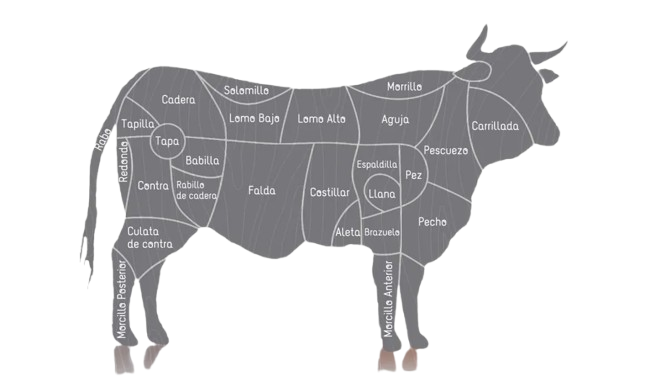 Solomillo
Morrillo
Cadera
Lomo Bajo
Lomo Alto
Aguja
Carrillada
Tapilla
Tapa
Rabo
Redondo
Babilla
Pescuezo
Espaldilla
Pez
Contra
Rabillo
de cadera
Falda
Costillar
Llana
Pecho
Culata
de contra
Aleta
Brazuelo
Morcillo Posterior
Morcillo Anterior